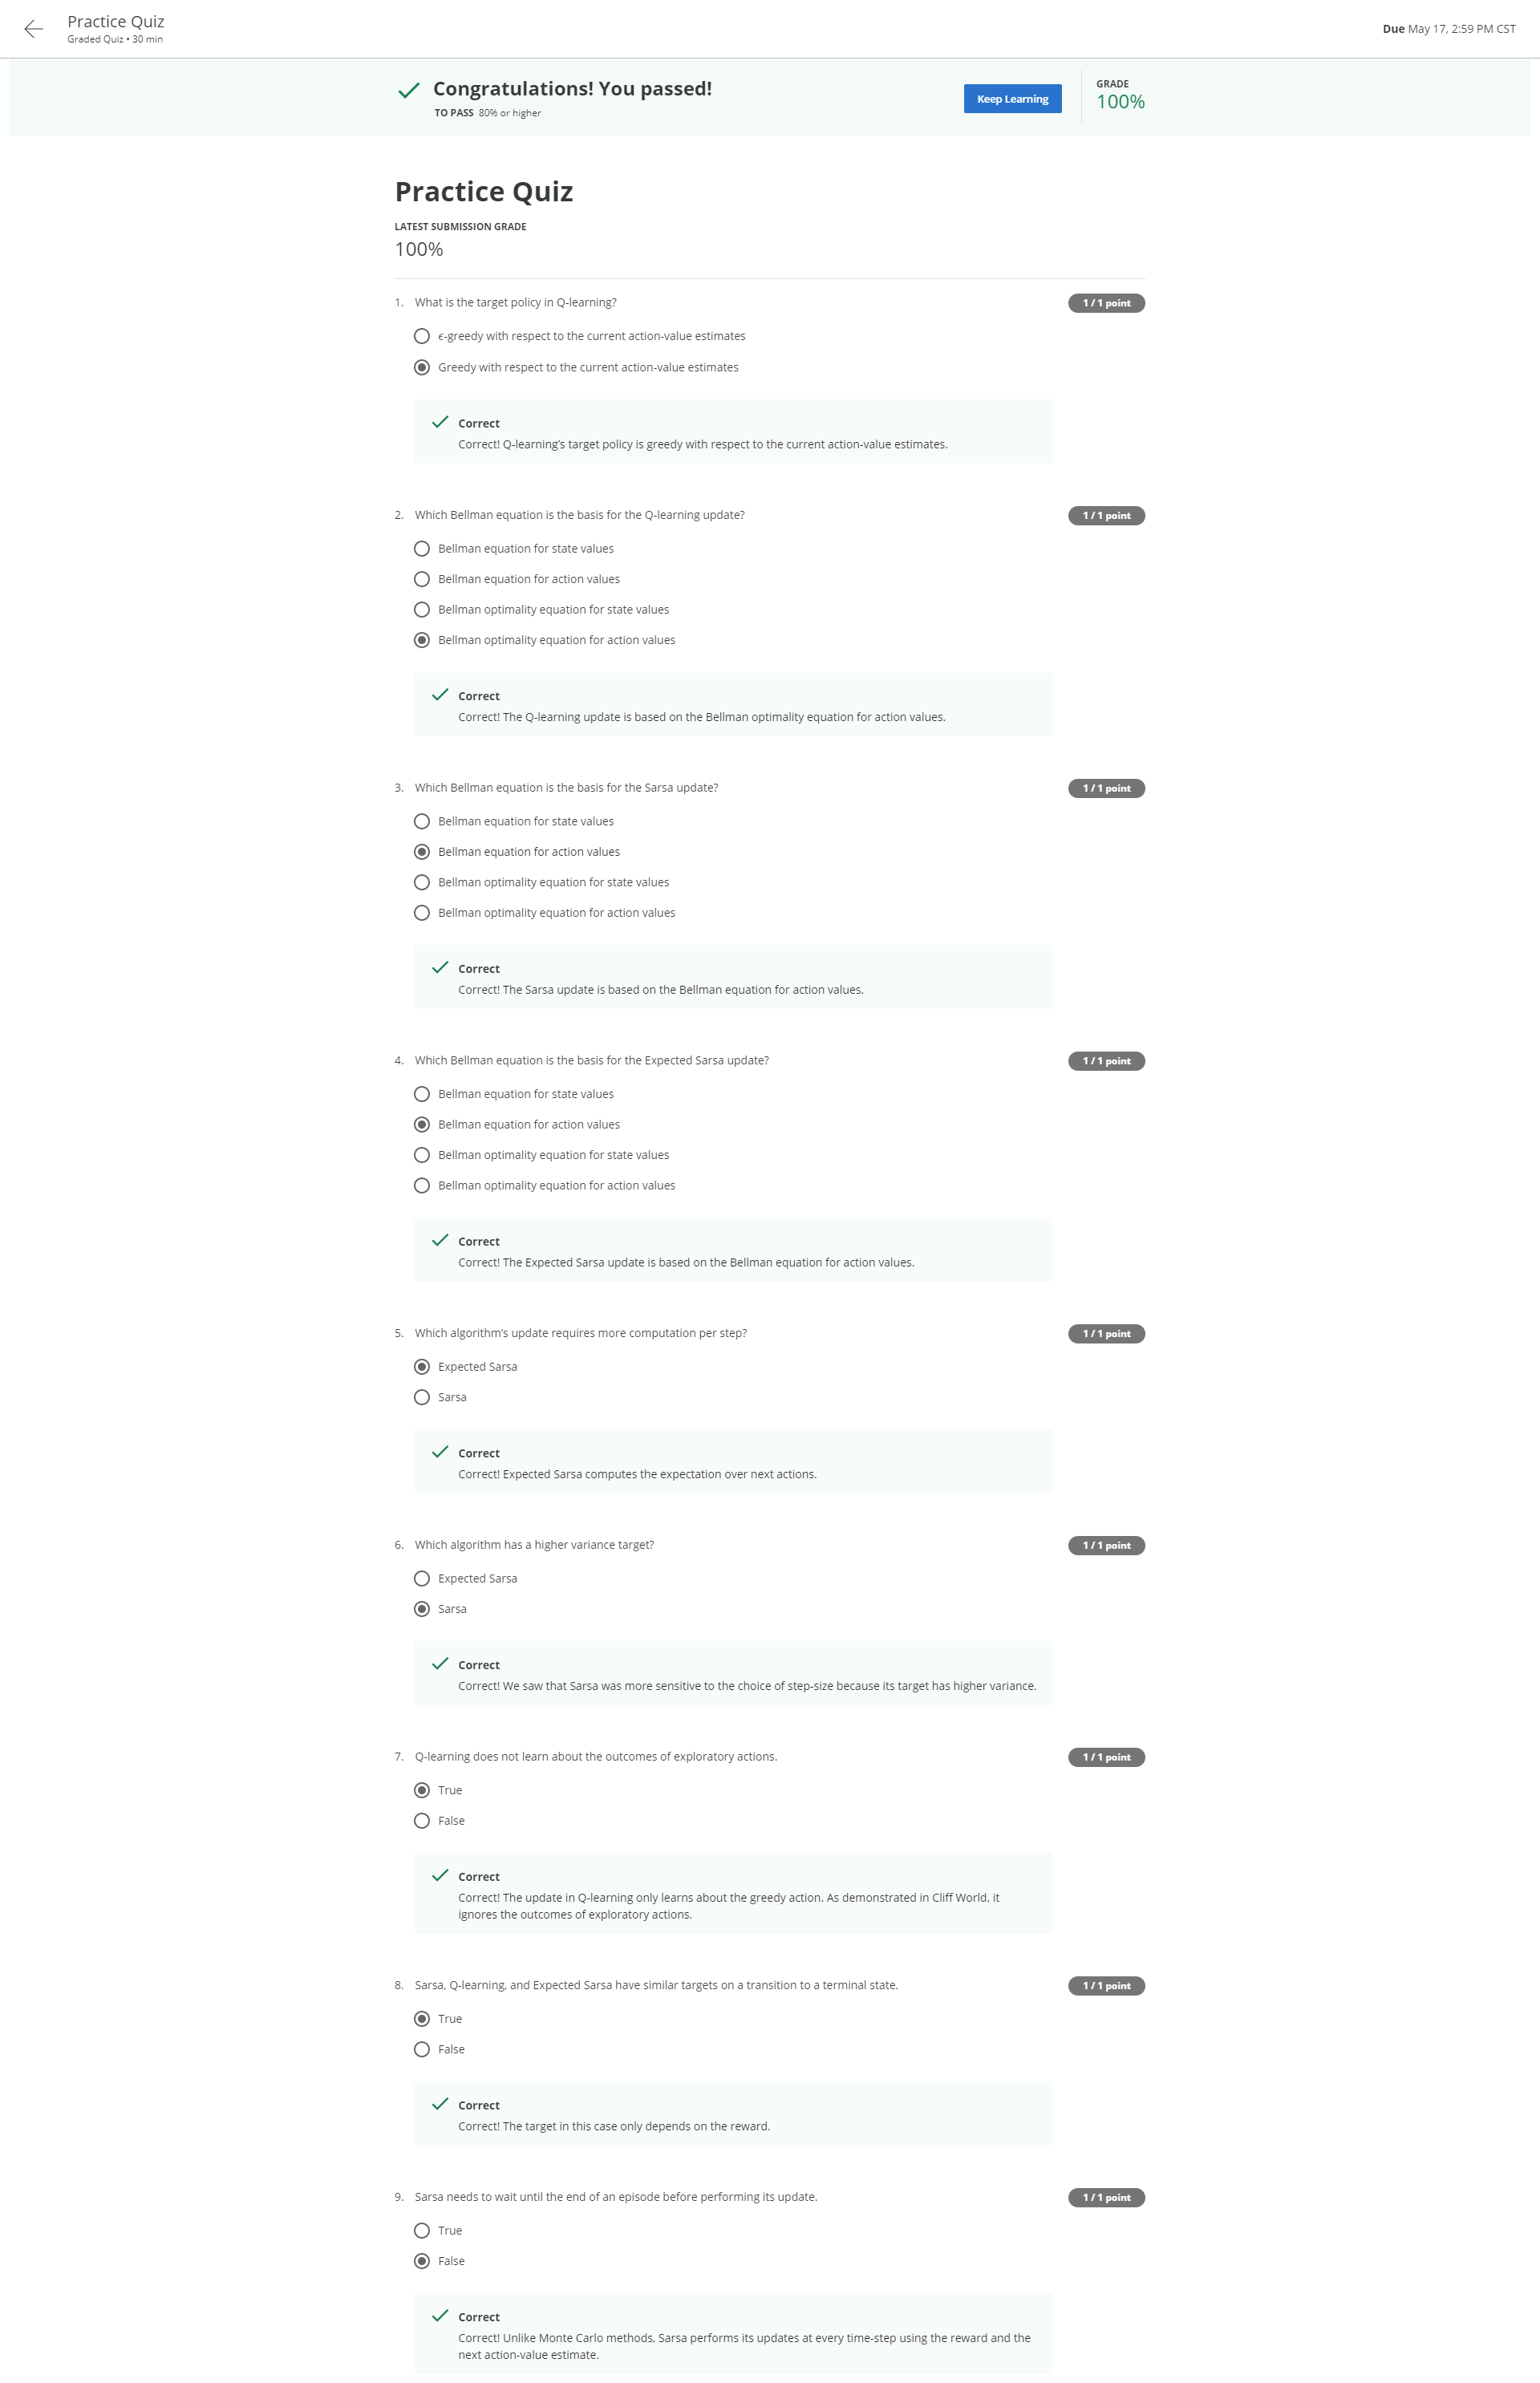 Practice Quiz
Graded Quiz • 30 min
Due May 17, 2:59 PM CST
Congratulations! You passed!
TO PASS 80% or higher
Keep Learning
GRADE
100%
Practice Quiz
LATEST SUBMISSION GRADE
100%
1. What is the target policy in Q-learning?
1 / 1 point
ϵ-greedy with respect to the current action-value estimates
Greedy with respect to the current action-value estimates
Correct
Correct! Q-learning’s target policy is greedy with respect to the current action-value estimates.
2. Which Bellman equation is the basis for the Q-learning update?
1 / 1 point
Bellman equation for state values
Bellman equation for action values
Bellman optimality equation for state values
Bellman optimality equation for action values
Correct
Correct! The Q-learning update is based on the Bellman optimality equation for action values.
3. Which Bellman equation is the basis for the Sarsa update?
1 / 1 point
Bellman equation for state values
Bellman equation for action values
Bellman optimality equation for state values
Bellman optimality equation for action values
Correct
Correct! The Sarsa update is based on the Bellman equation for action values.
4. Which Bellman equation is the basis for the Expected Sarsa update?
1 / 1 point
Bellman equation for state values
Bellman equation for action values
Bellman optimality equation for state values
Bellman optimality equation for action values
Correct
Correct! The Expected Sarsa update is based on the Bellman equation for action values.
5. Which algorithm’s update requires more computation per step?
1 / 1 point
Expected Sarsa
Sarsa
Correct
Correct! Expected Sarsa computes the expectation over next actions.
6. Which algorithm has a higher variance target?
1 / 1 point
Expected Sarsa
Sarsa
Correct
Correct! We saw that Sarsa was more sensitive to the choice of step-size because its target has higher variance.
7. Q-learning does not learn about the outcomes of exploratory actions.
1 / 1 point
True
False
Correct
Correct! The update in Q-learning only learns about the greedy action. As demonstrated in Cliff World, it
ignores the outcomes of exploratory actions.
8. Sarsa, Q-learning, and Expected Sarsa have similar targets on a transition to a terminal state.
1 / 1 point
True
False
Correct
Correct! The target in this case only depends on the reward.
9. Sarsa needs to wait until the end of an episode before performing its update.
1 / 1 point
True
False
Correct
Correct! Unlike Monte Carlo methods, Sarsa performs its updates at every time-step using the reward and the
next action-value estimate.